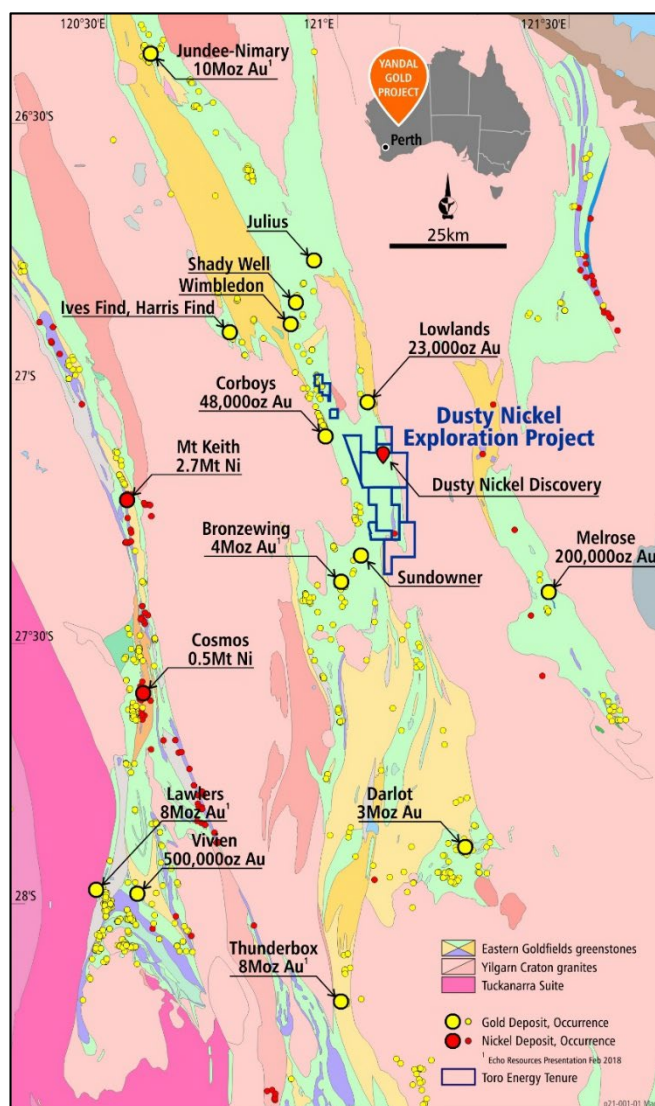 120°30'E
121°E
121°30'E
Jundee-Nimary
10Moz Au¹
YANDAL
GOLD
PROJECT
Perth
26°30'S
25km
Julius
Shady Well
Wimbledon
Ives Find, Harris Find
Lowlands
23,000oz Au
27°S
Corboys
48,000oz Au
Dusty Nickel
Exploration Project
Mt Keith
2.7Mt Ni
Dusty Nickel Discovery
Bronzewing
4Moz Au¹
Sundowner
Melrose
200,000oz Au
27°30'S
Cosmos
0.5Mt Ni
Lawlers
8Moz Au¹
Vivien
500,000oz Au
Darlot
3Moz Au
28°S
Thunderbox
8Moz Au¹
Eastern Goldfields greenstones
Yilgarn Craton granites
Tuckanarra Suite
Gold Deposit, Occurrence
Nickel Deposit, Occurrence
¹ Echo Resources Presentation Feb 2018
Toro Energy Tenure